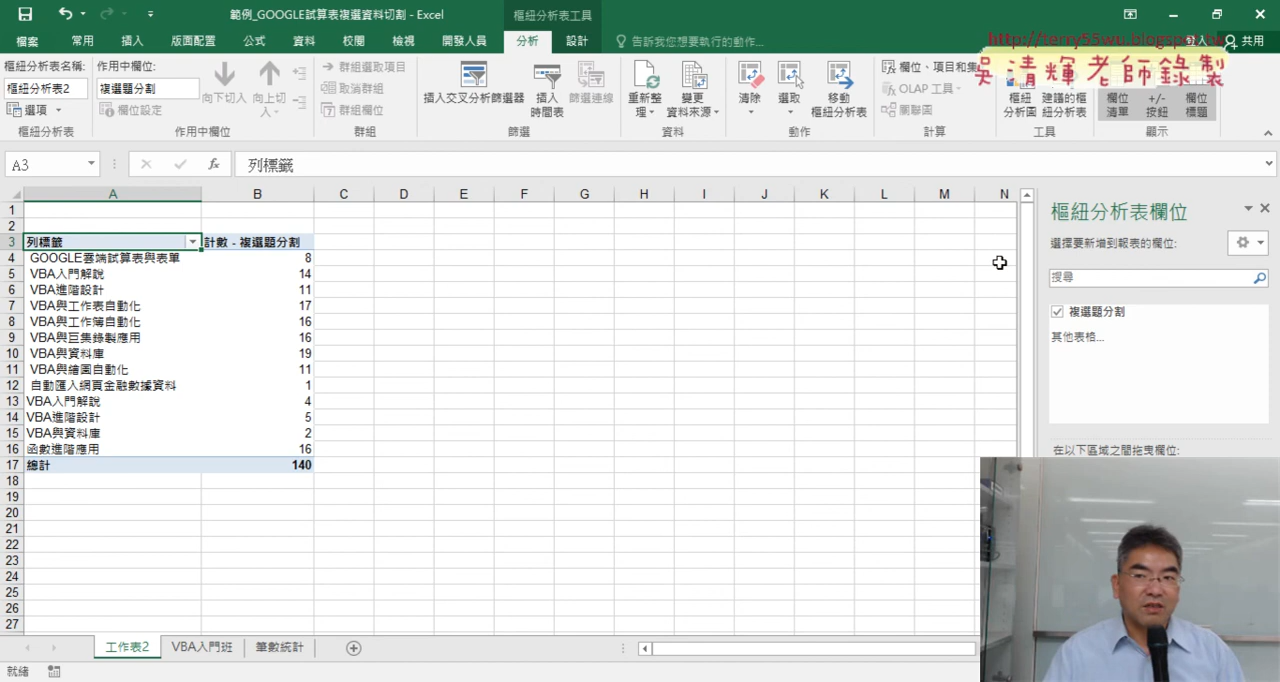 範例_GOOGLE試算表複選資料切割 - Excel
樞紐分析表工具
檔案 常用 插入 版面配置 公式 資料 校閱 檢視 開發人員 分析 設計 告訴我您想要執行的動作... 共用
http://terry55wu.blogspot.
吳清輝老師錄製
樞紐分析表名稱:
樞紐分析表2
選項
樞紐分析表
作用中欄位:
複選題分割
欄位設定
向下切入 向上切入
作用中欄位
群組選取項目
取消群組
群組欄位
群組
插入交叉分析篩選器 插入時間表 篩選連線
篩選
重新整理 變更資料來源
資料
清除 選取 移動樞紐分析表
動作
欄位、項目和集
OLAP 工具
關聯圖
計算
樞紐分析圖 建議的樞紐分析表
工具
欄位清單 +/- 按鈕 欄位標題
顯示
A3 fx 列標籤
A B C D E F G H I J K L M N
1
2
3 列標籤 計數 - 複選題分割
4 GOOGLE雲端試算表與表單 8
5 VBA入門解說 14
6 VBA進階設計 11
7 VBA與工作表自動化 17
8 VBA與工作簿自動化 16
9 VBA與巨集錄製應用 16
10 VBA與資料庫 19
11 VBA與繪圖自動化 11
12 自動匯入網頁金融數據資料 1
13 VBA入門解說 4
14 VBA進階設計 5
15 VBA與資料庫 2
16 函數進階應用 16
17 總計 140
18
19
20
21
22
23
24
25
26
27
樞紐分析表欄位
選擇要新增到報表的欄位:
搜尋
複選題分割
其他表格...
在以下區域之間拖曳欄位:
工作表2 VBA入門班 筆數統計
就緒